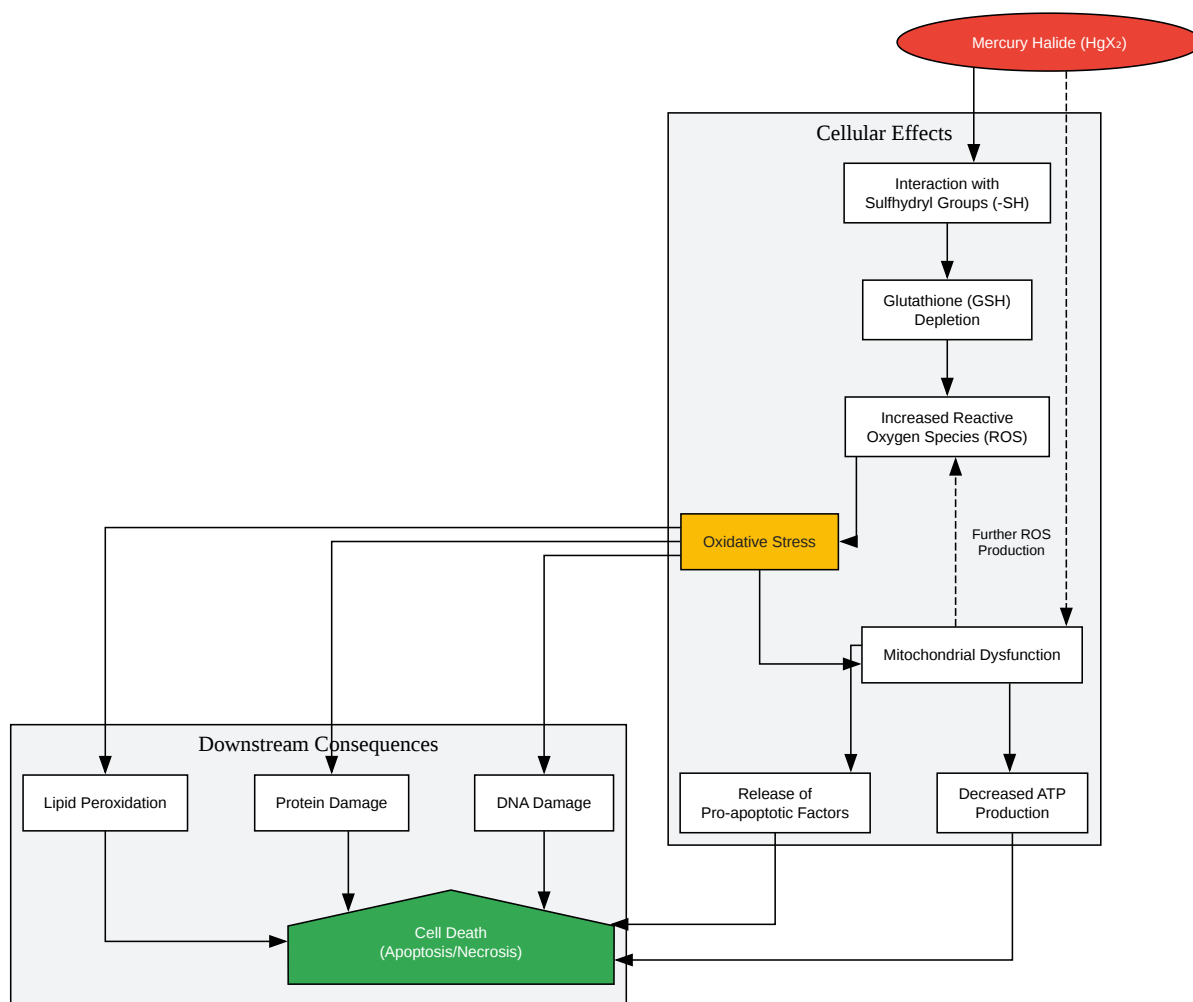 Mercury Halide (HgX₂)
Cellular Effects
Interaction with
Sulfhydryl Groups (-SH)
Glutathione (GSH)
Depletion
Increased Reactive
Oxygen Species (ROS)
Oxidative Stress
Further ROS
Production
Mitochondrial Dysfunction
Downstream Consequences
Lipid Peroxidation
Protein Damage
DNA Damage
Release of
Pro-apoptotic Factors
Decreased ATP
Production
Cell Death
(Apoptosis/Necrosis)